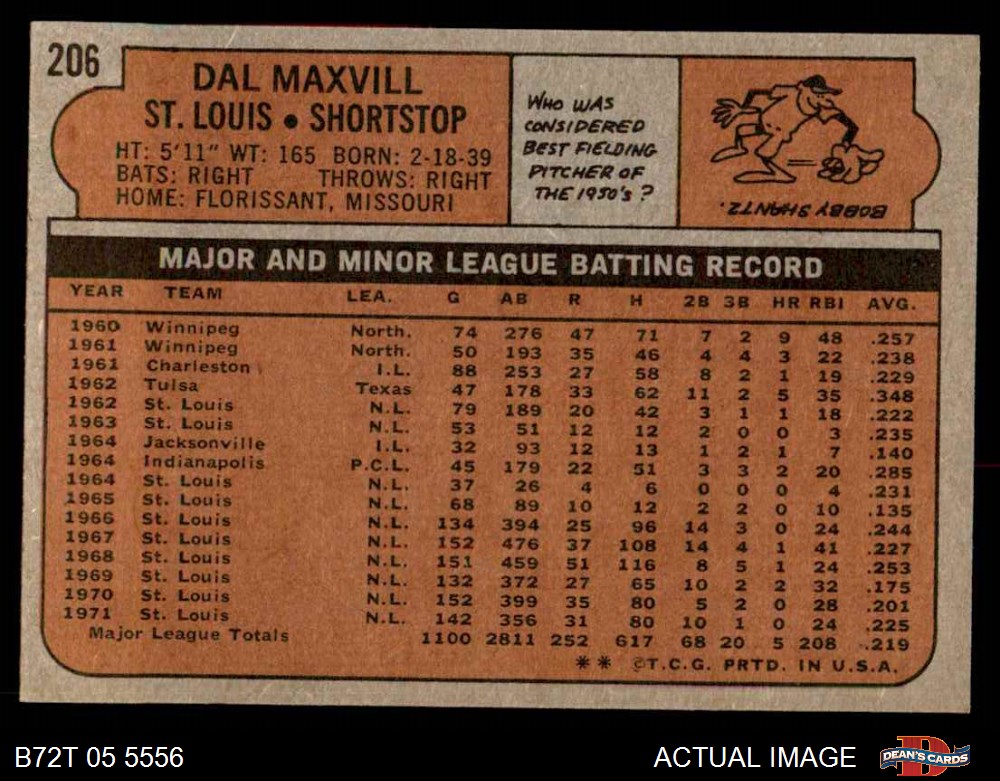 206
DAL MAXVILL
ST. LOUIS • SHORTSTOP
HT: 5'11" WT: 165 BORN: 2-18-39
BATS: RIGHT THROWS: RIGHT
HOME: FLORISSANT, MISSOURI
WHO WAS
CONSIDERED
BEST FIELDING
PITCHER OF
THE 1950's?
BOBBY SHANTZ.
MAJOR AND MINOR LEAGUE BATTING RECORD
YEAR TEAM LEA. G AB R H 2B 3B HR RBI AVG.
1960 Winnipeg North. 74 276 47 71 7 2 9 48 .257
1961 Winnipeg North. 50 193 35 46 4 4 3 22 .238
1961 Charleston I.L. 88 253 27 58 8 2 1 19 .229
1962 Tulsa Texas 47 178 33 62 11 2 5 35 .348
1962 St. Louis N.L. 79 189 20 42 3 1 1 18 .222
1963 St. Louis N.L. 53 51 12 12 2 0 0 3 .235
1964 Jacksonville I.L. 32 93 12 13 1 2 1 7 .140
1964 Indianapolis P.C.L. 45 179 22 51 3 3 2 20 .285
1964 St. Louis N.L. 37 26 4 6 0 0 0 4 .231
1965 St. Louis N.L. 68 89 10 12 2 2 0 10 .135
1966 St. Louis N.L. 134 394 25 96 14 3 0 24 .244
1967 St. Louis N.L. 152 476 37 108 14 4 1 41 .227
1968 St. Louis N.L. 151 459 51 116 8 5 1 24 .253
1969 St. Louis N.L. 132 372 27 65 10 2 2 32 .175
1970 St. Louis N.L. 152 399 35 80 5 2 0 28 .201
1971 St. Louis N.L. 142 356 31 80 10 1 0 24 .225
Major League Totals 1100 2811 252 617 68 20 5 208 .219
** ©T.C.G. PRTD. IN U.S.A.
B72T 05 5556 ACTUAL IMAGE DEAN'S CARDS